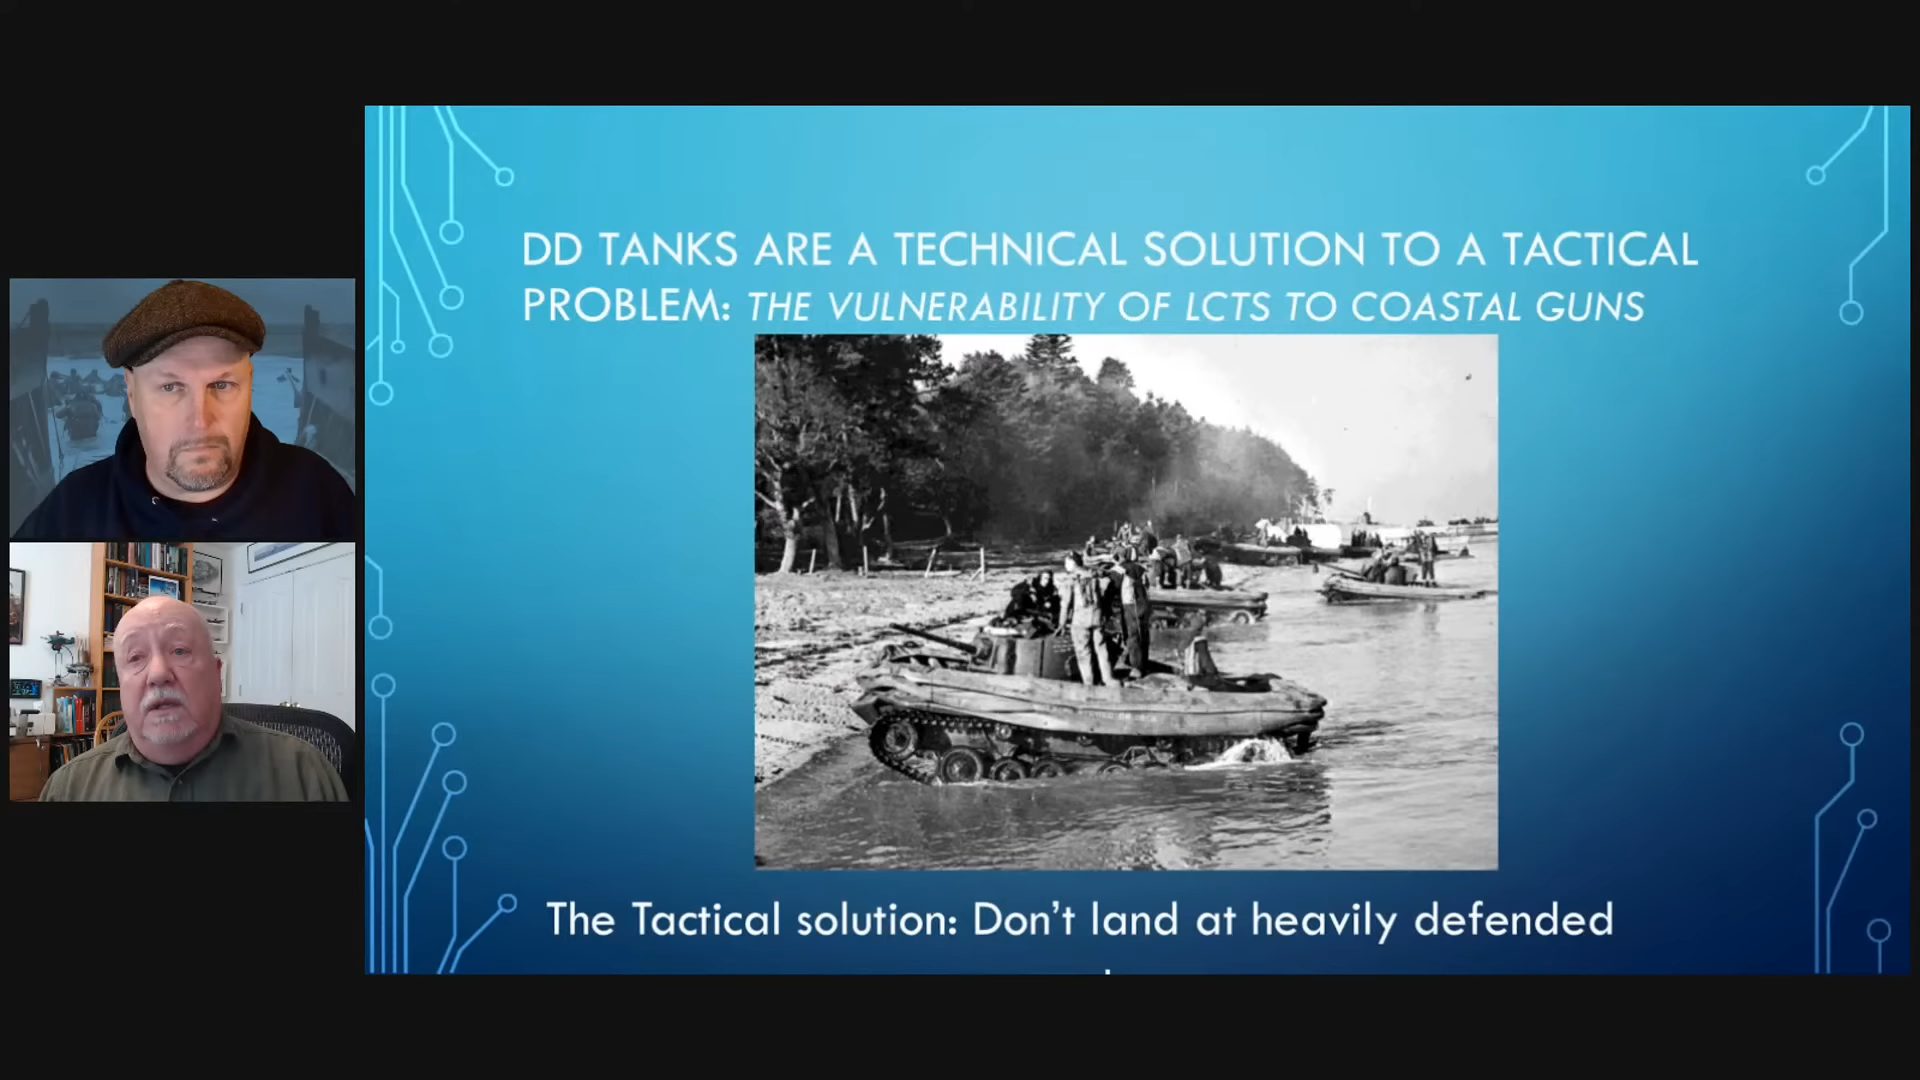 DD TANKS ARE A TECHNICAL SOLUTION TO A TACTICAL
PROBLEM: THE VULNERABILITY OF LCTS TO COASTAL GUNS
The Tactical solution: Don't land at heavily defended